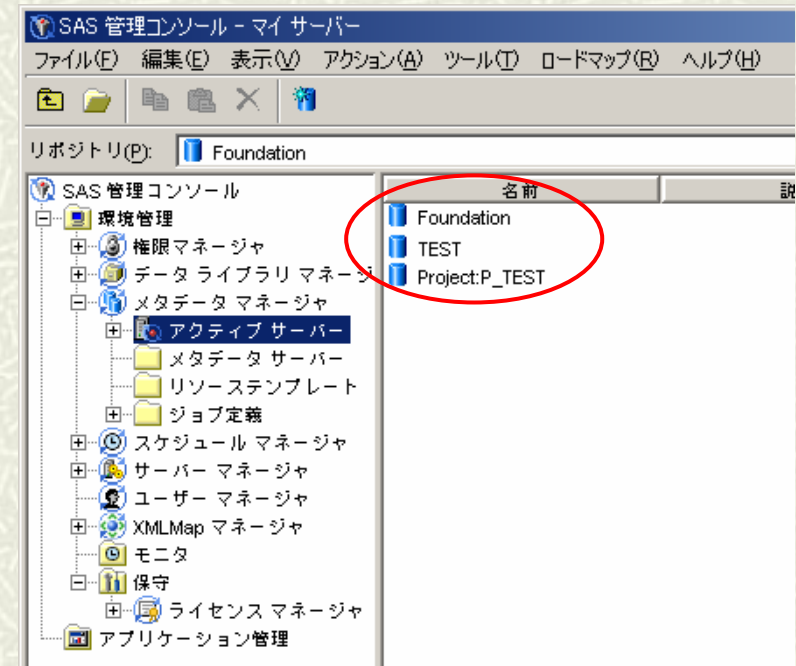 SAS 管理コンソール - マイ サーバー
ファイル(F) 編集(E) 表示(V) アクション(A) ツール(T) ロードマップ(R) ヘルプ(H)
リポジトリ(P): Foundation
SAS 管理コンソール
環境管理
権限マネージャ
データ ライブラリ マネージ
メタデータ マネージャ
アクティブ サーバー
メタデータ サーバー
リソーステンプレート
ジョブ定義
スケジュール マネージャ
サーバー マネージャ
ユーザー マネージャ
XMLMap マネージャ
モニタ
保守
ライセンス マネージャ
アプリケーション管理
名前
Foundation
TEST
Project:P_TEST